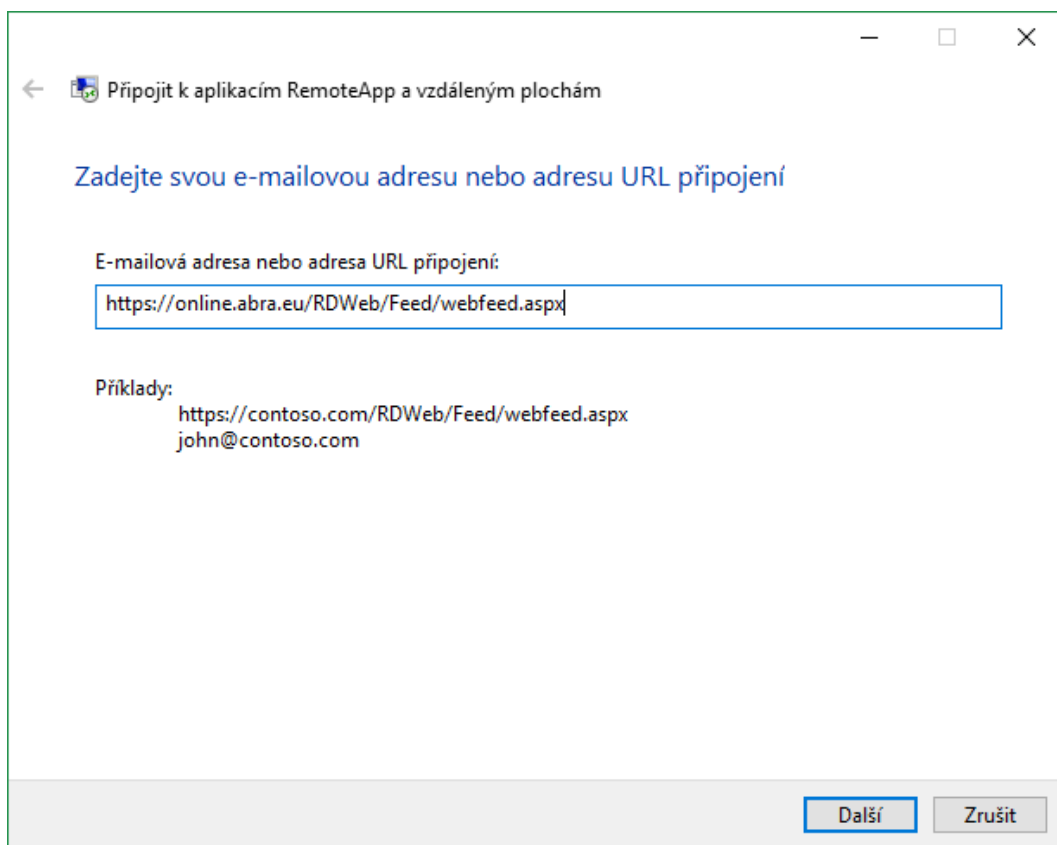 Připojit k aplikacím RemoteApp a vzdáleným plochám
Zadejte svou e-mailovou adresu nebo adresu URL připojení
E-mailová adresa nebo adresa URL připojení:
https://online.abra.eu/RDWeb/Feed/webfeed.aspx
Příklady:
https://contoso.com/RDWeb/Feed/webfeed.aspx
john@contoso.com
Další Zrušit